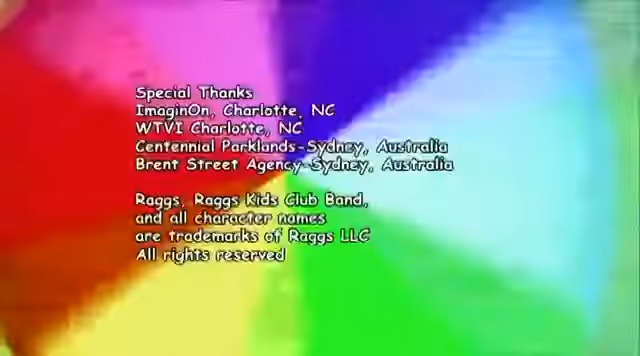 Special Thanks
ImaginOn, Charlotte, NC
WTVI Charlotte, NC
Centennial Parklands-Sydney, Australia
Brent Street Agency-Sydney, Australia
Raggs, Raggs Kids Club Band,
and all character names
are trademarks of Raggs LLC
All rights reserved